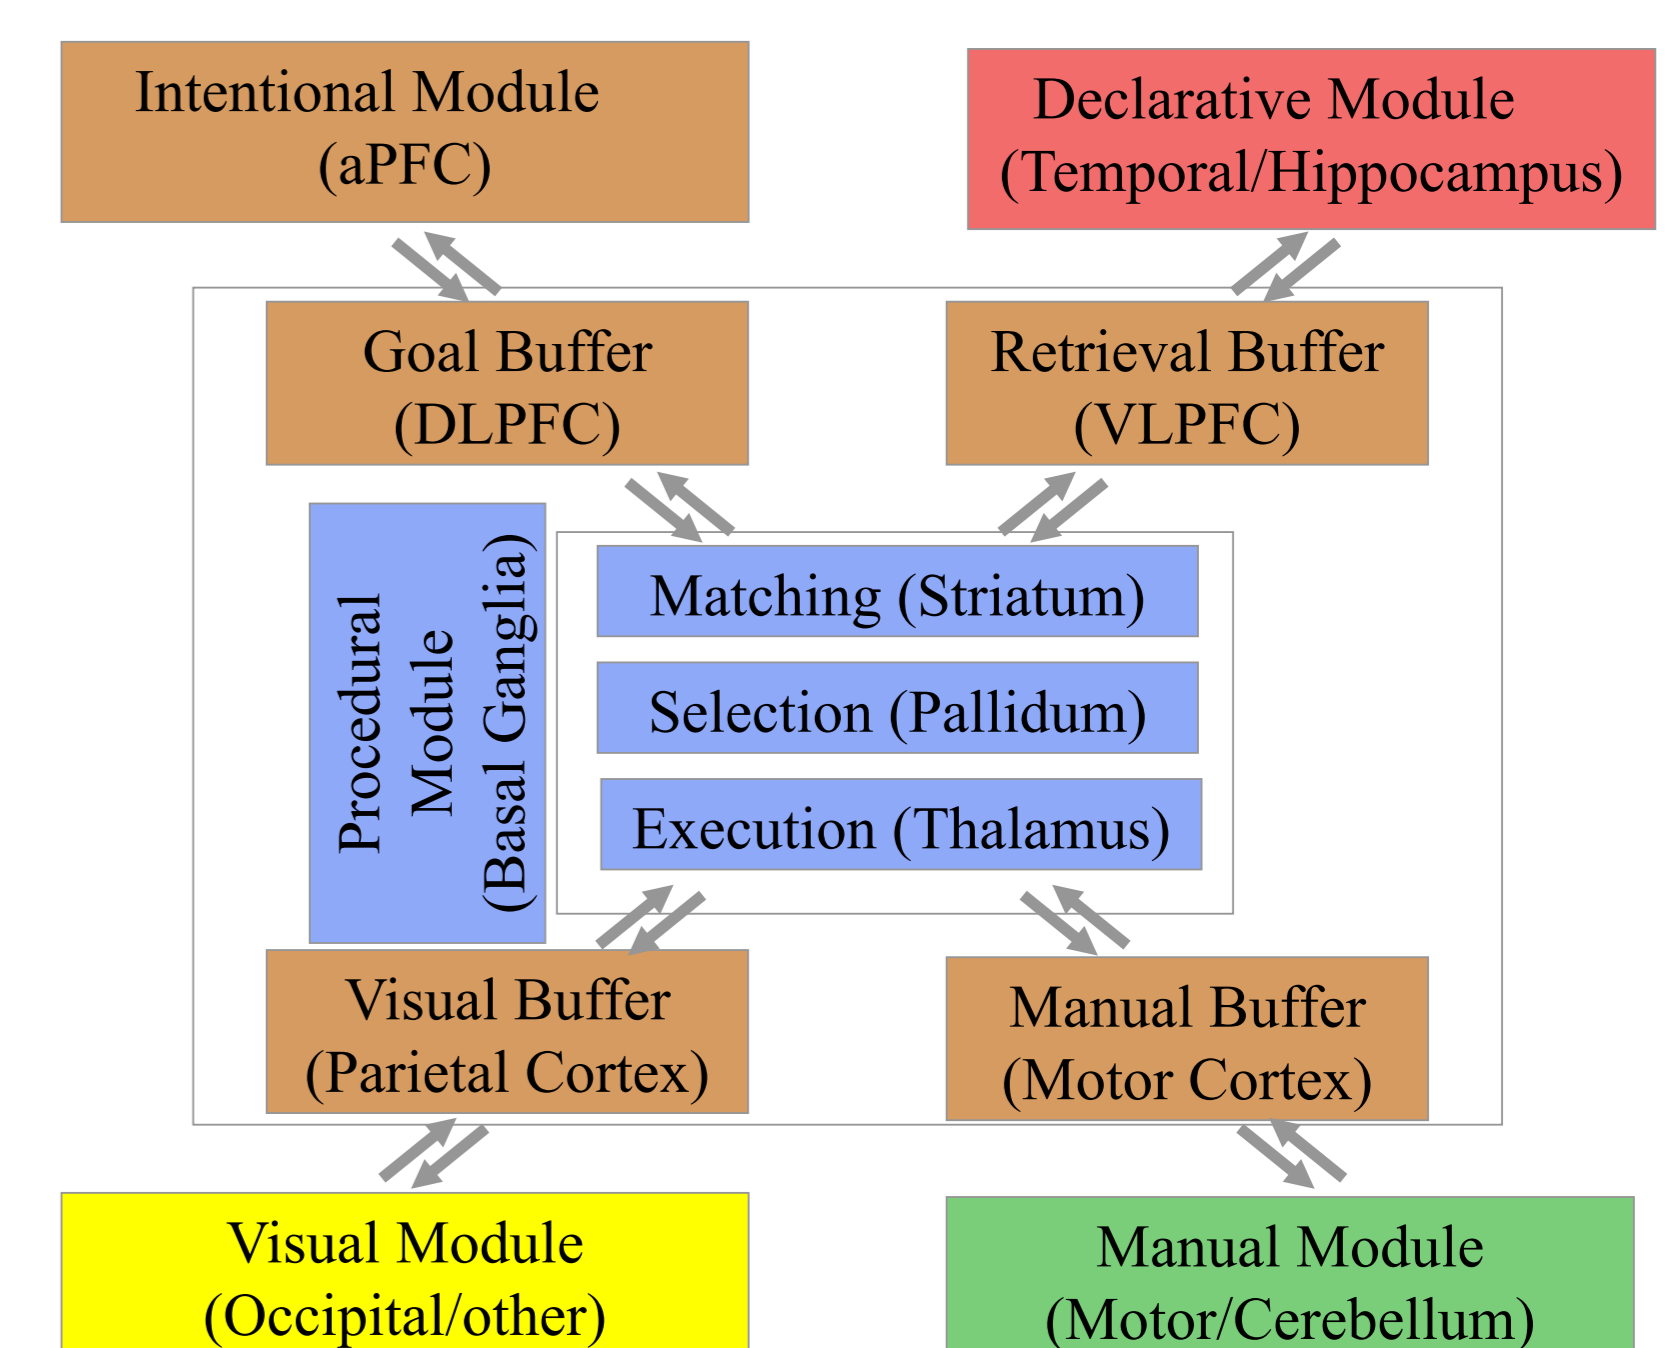 Intentional Module
(aPFC)
Declarative Module
(Temporal/Hippocampus)
Goal Buffer
(DLPFC)
Retrieval Buffer
(VLPFC)
Procedural
Module
(Basal Ganglia)
Matching (Striatum)
Selection (Pallidum)
Execution (Thalamus)
Visual Buffer
(Parietal Cortex)
Manual Buffer
(Motor Cortex)
Visual Module
(Occipital/other)
Manual Module
(Motor/Cerebellum)